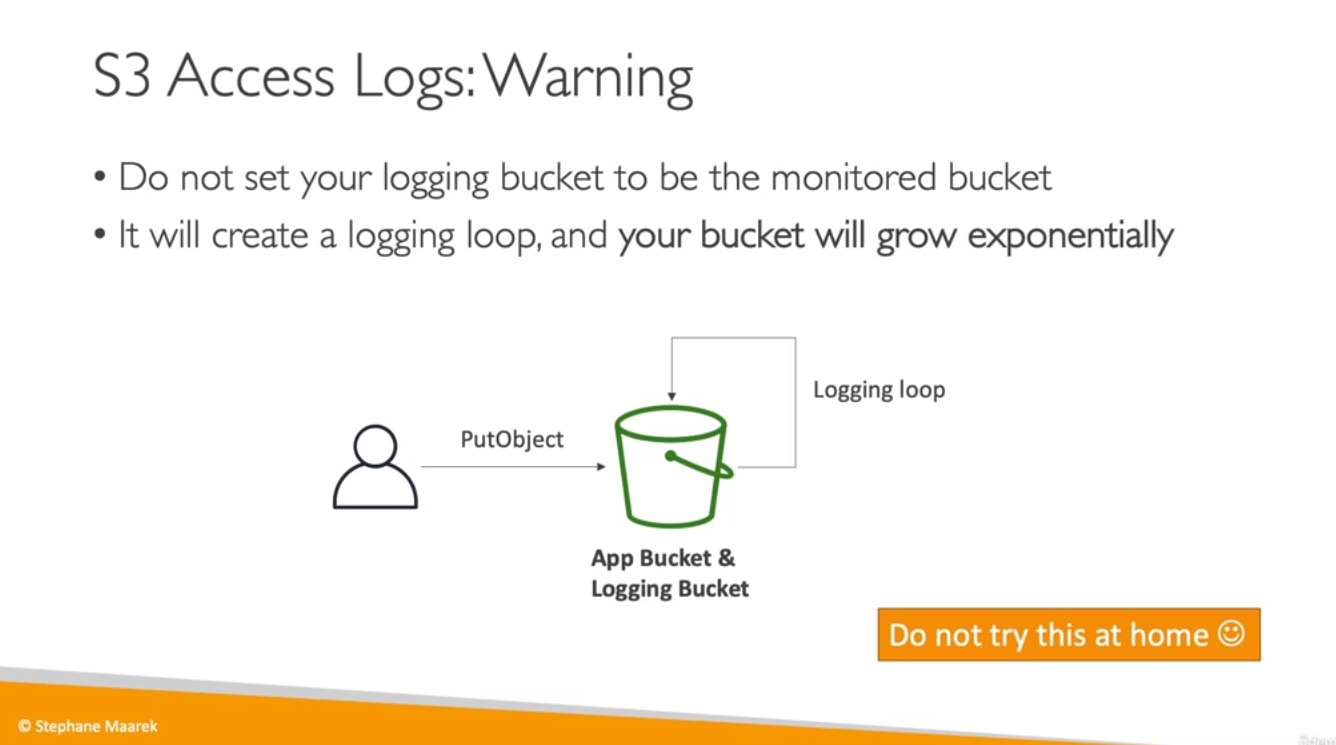 S3 Access Logs: Warning
• Do not set your logging bucket to be the monitored bucket
• It will create a logging loop, and your bucket will grow exponentially
Logging loop
PutObject
App Bucket &
Logging Bucket
Do not try this at home ☺
© Stephane Maarek